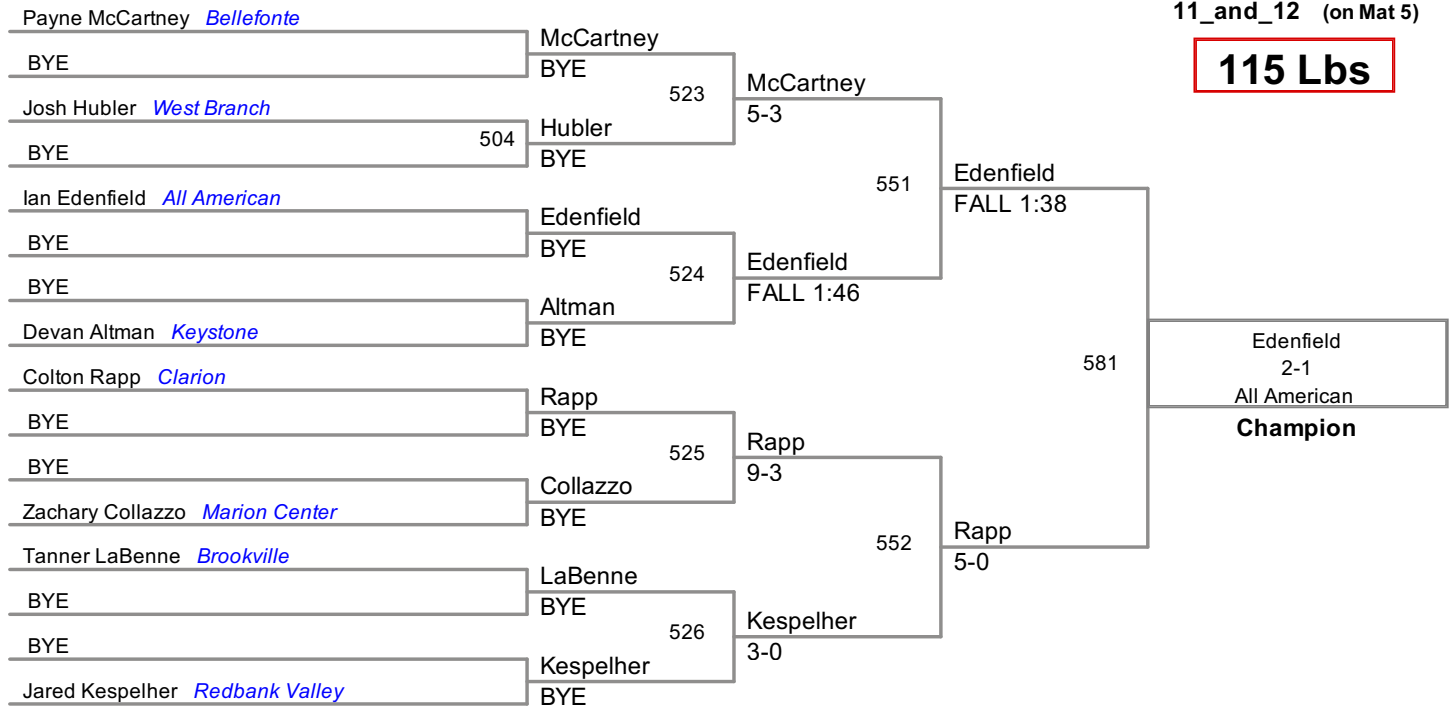 11_and_12 (on Mat 5)
115 Lbs
Payne McCartney Bellefonte
BYE
Josh Hubler West Branch
BYE
Ian Edenfield All American
BYE
BYE
Devan Altman Keystone
Colton Rapp Clarion
BYE
BYE
Zachary Collazzo Marion Center
Tanner LaBenne Brookville
BYE
BYE
Jared Kespelher Redbank Valley
504
McCartney
BYE
Hubler
BYE
Edenfield
BYE
Altman
BYE
Rapp
BYE
Collazzo
BYE
LaBenne
BYE
Kespelher
BYE
523
524
525
526
McCartney
5-3
Edenfield
FALL 1:46
Rapp
9-3
Kespelher
3-0
551
552
Edenfield
FALL 1:38
Rapp
5-0
581
Edenfield
2-1
All American
Champion